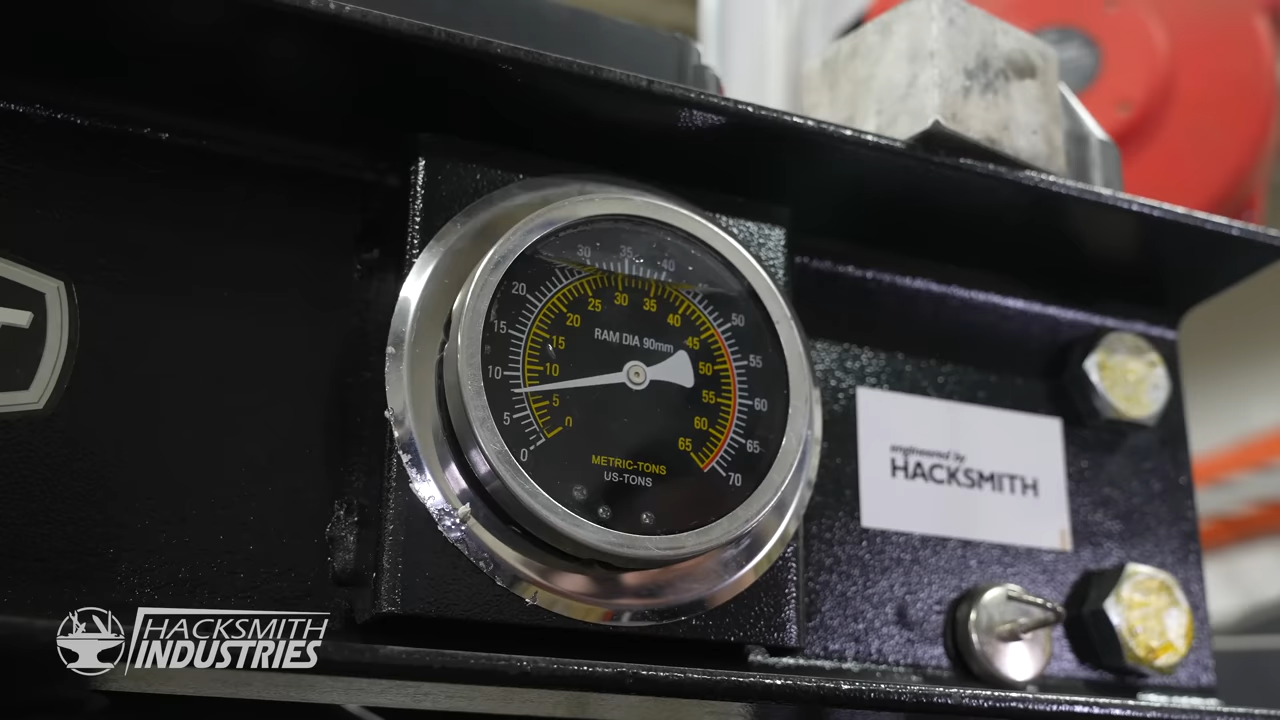 30 35 40
20
15
10
5
0
50
55
60
65
70
0 5 10 15 20 25 30 35 40 45 50 55 60 65
RAM DIA 90mm
METRIC-TONS
US-TONS
engineered by
HACKSMITH
HACKSMITH
INDUSTRIES